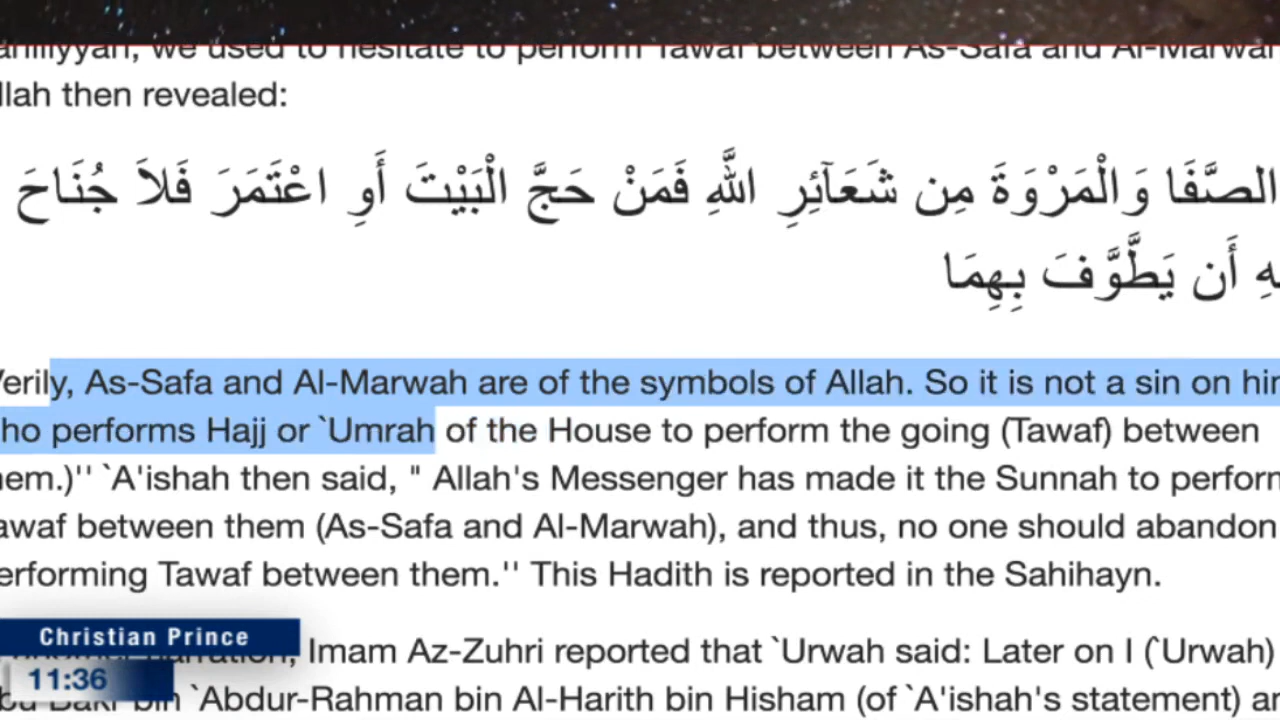 we used to hesitate to perform Tawaf between As-Safa and Al-Marwah
llah then revealed:
الصَّفَا وَالْمَرْوَةَ مِن شَعَآئِرِ اللَّهِ فَمَنْ حَجَّ الْبَيْتَ أَوِ اعْتَمَرَ فَلاَ جُنَاحَ
هِ أَن يَطَّوَّفَ بِهِمَا
Verily, As-Safa and Al-Marwah are of the symbols of Allah. So it is not a sin on him
ho performs Hajj or `Umrah of the House to perform the going (Tawaf) between
em.)'' `A'ishah then said, " Allah's Messenger has made it the Sunnah to perform
awaf between them (As-Safa and Al-Marwah), and thus, no one should abandon
erforming Tawaf between them.'' This Hadith is reported in the Sahihayn.
narration, Imam Az-Zuhri reported that `Urwah said: Later on I (`Urwah)
bu Bakr bin `Abdur-Rahman bin Al-Harith bin Hisham (of `A'ishah's statement) an
Christian Prince
11:36